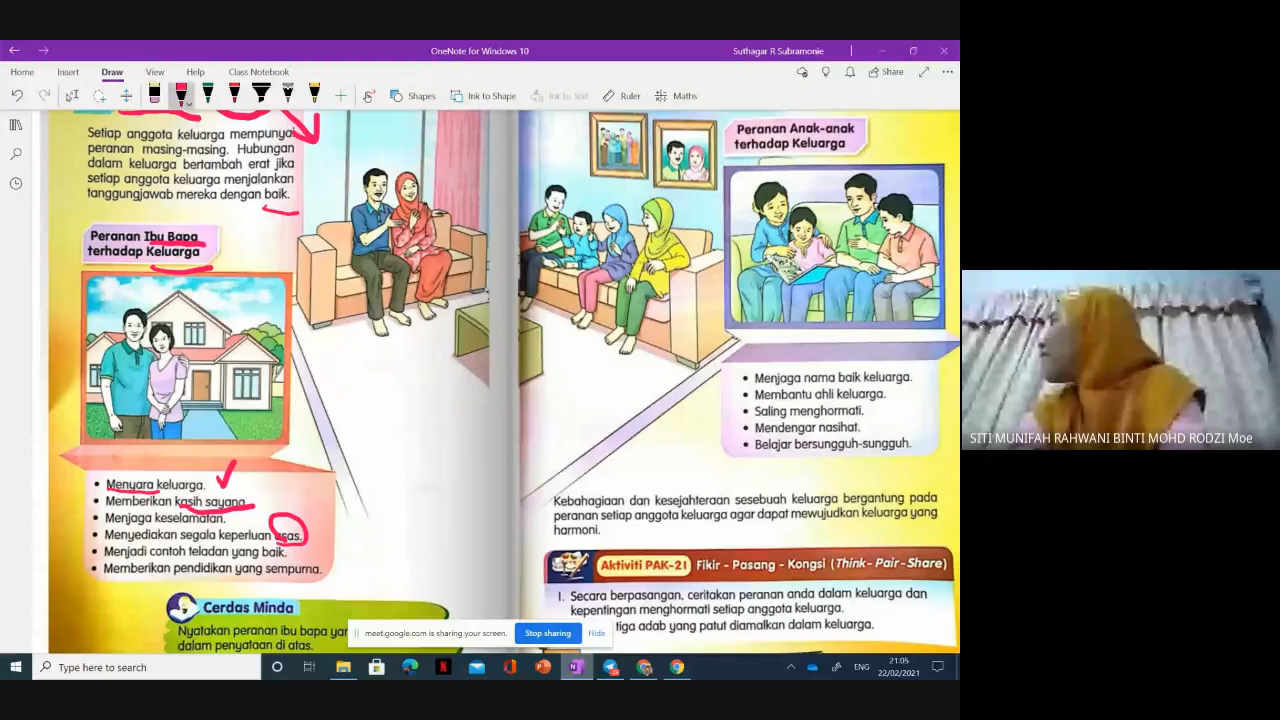 OneNote for Windows 10
Suthagar R Subramonie
Home
Insert
Draw
View
Help
Class Notebook
Share
Shapes
Ink to Shape
Ink to Text
Ruler
Maths
Setiap anggota keluarga mempunyai
peranan masing-masing. Hubungan
dalam keluarga bertambah erat jika
setiap anggota keluarga menjalankan
tanggungjawab mereka dengan baik.
Peranan Ibu Bapa
terhadap Keluarga
• Menyara keluarga.
• Memberikan kasih sayang.
• Menjaga keselamatan.
• Menyediakan segala keperluan asas.
• Menjadi contoh teladan yang baik.
• Memberikan pendidikan yang sempurna.
Cerdas Minda
Nyatakan peranan ibu bapa
dalam penyataan di atas.
Peranan Anak-anak
terhadap Keluarga
• Menjaga nama baik keluarga.
• Membantu ahli keluarga.
• Saling menghormati.
• Mendengar nasihat.
• Belajar bersungguh-sungguh.
Kebahagiaan dan kesejahteraan sesebuah keluarga bergantung pada
peranan setiap anggota keluarga agar dapat mewujudkan keluarga yang
harmoni.
Aktiviti PAK-21 Fikir - Pasang - Kongsi (Think - Pair - Share)
1. Secara berpasangan, ceritakan peranan anda dalam keluarga dan
kepentingan menghormati setiap anggota keluarga.
tiga adab yang patut diamalkan dalam keluarga.
meet.google.com is sharing your screen.
Stop sharing
Hide
SITI MUNIFAH RAHWANI BINTI MOHD RODZI Moe
Type here to search
ENG
21:05
22/02/2021